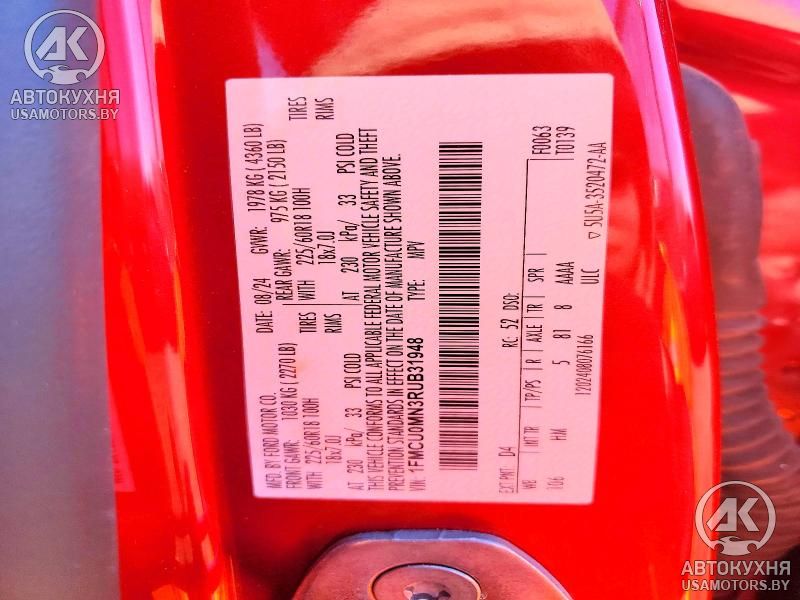 AK
АВТОКУХНЯ
USAMOTORS.BY
MFD. BY FORD MOTOR CO. DATE: 08/24 GVWR: 1978 KG ( 4360 LB)
FRONT GAWR: 1030 KG ( 2270 LB) REAR GAWR: 975 KG ( 2150 LB)
WITH 225/60R18 100H TIRES WITH 225/60R18 100H TIRES
18x7.0J RIMS 18x7.0J RIMS
AT 230 kPa/ 33 PSI COLD AT 230 kPa/ 33 PSI COLD
THIS VEHICLE CONFORMS TO ALL APPLICABLE FEDERAL MOTOR VEHICLE SAFETY AND THEFT
PREVENTION STANDARDS IN EFFECT ON THE DATE OF MANUFACTURE SHOWN ABOVE.
VIN: 1FMCU0MN3RUB31948 TYPE: MPV
F0063
T0139
EXT PNT: D4 RC: 52 DSO:
WB INT TR TP/PS R AXLE TR SPR
106 HM 5 81 8 AAAA
1202408076166 ULC
5U5A-3520472-AA
AK
АВТОКУХНЯ
USAMOTORS.BY